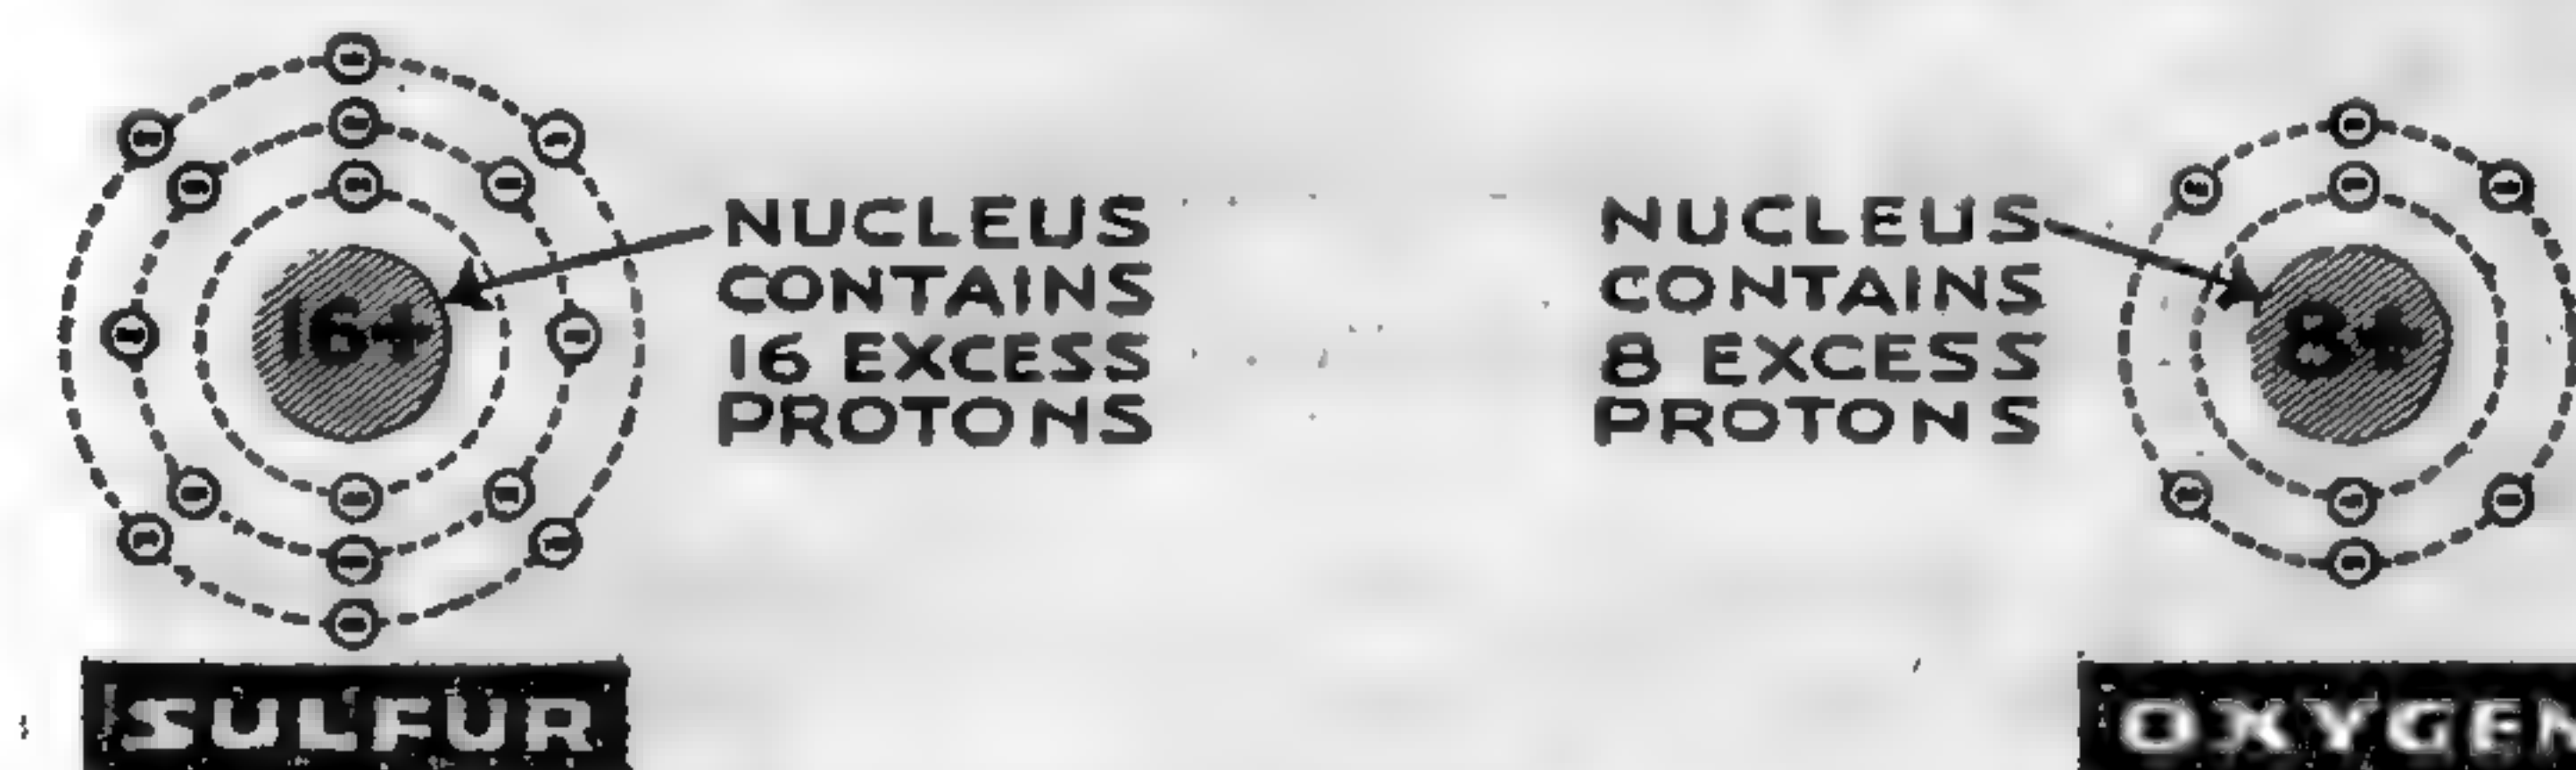 16+
NUCLEUS
CONTAINS
16 EXCESS
PROTONS
SULFUR
NUCLEUS
CONTAINS
8 EXCESS
PROTONS
8+
OXYGEN